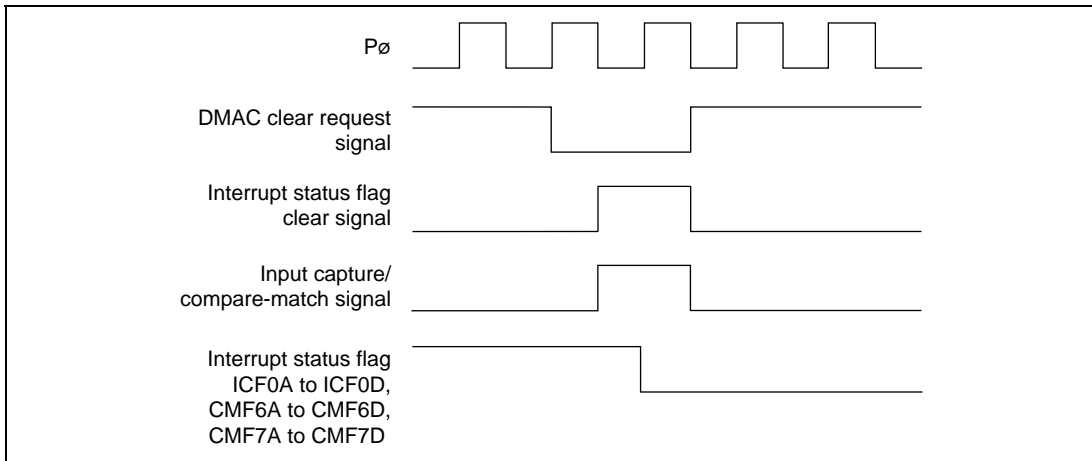 Pø
DMAC clear request
signal
Interrupt status flag
clear signal
Input capture/
compare-match signal
Interrupt status flag
ICF0A to ICF0D,
CMF6A to CMF6D,
CMF7A to CMF7D